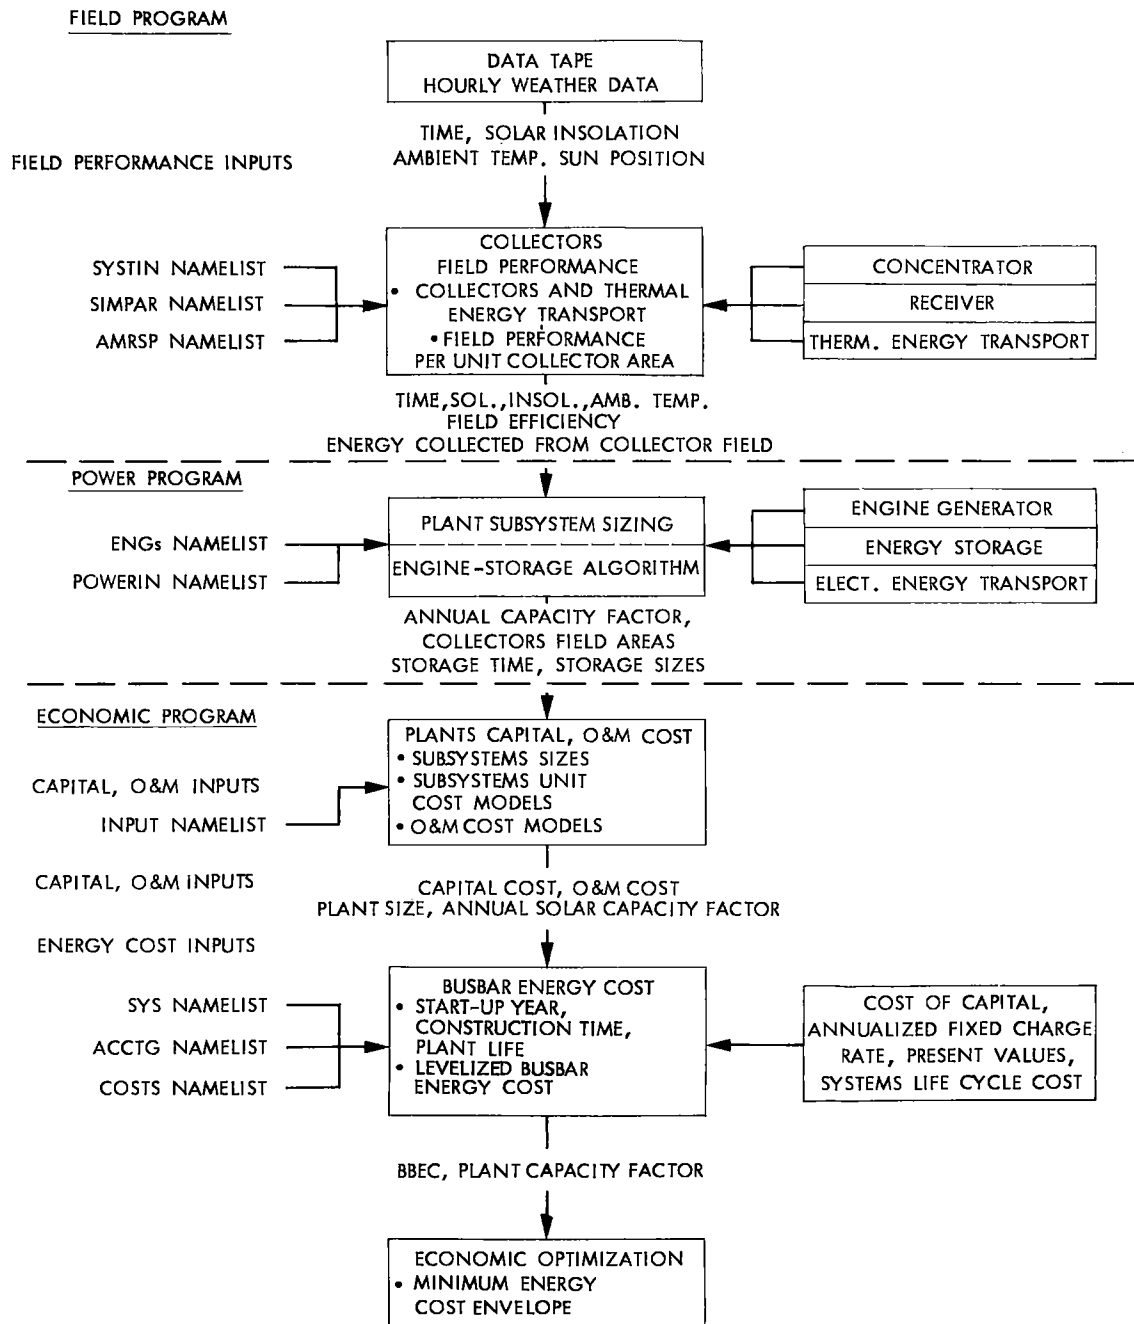 FIELD PROGRAM
DATA TAPE
HOURLY WEATHER DATA
TIME, SOLAR INSOLATION
AMBIENT TEMP. SUN POSITION
FIELD PERFORMANCE INPUTS
SYSTIN NAMELIST
SIMPAR NAMELIST
AMRSP NAMELIST
COLLECTORS
FIELD PERFORMANCE
• COLLECTORS AND THERMAL
ENERGY TRANSPORT
• FIELD PERFORMANCE
PER UNIT COLLECTOR AREA
CONCENTRATOR
RECEIVER
THERM. ENERGY TRANSPORT
TIME, SOL., INSOL., AMB. TEMP.
FIELD EFFICIENCY
ENERGY COLLECTED FROM COLLECTOR FIELD
POWER PROGRAM
ENGs NAMELIST
POWERIN NAMELIST
PLANT SUBSYSTEM SIZING
ENGINE-STORAGE ALGORITHM
ENGINE GENERATOR
ENERGY STORAGE
ELECT. ENERGY TRANSPORT
ANNUAL CAPACITY FACTOR,
COLLECTORS FIELD AREAS
STORAGE TIME, STORAGE SIZES
ECONOMIC PROGRAM
CAPITAL, O&M INPUTS
INPUT NAMELIST
PLANTS CAPITAL, O&M COST
• SUBSYSTEMS SIZES
• SUBSYSTEMS UNIT
COST MODELS
• O&M COST MODELS
CAPITAL, O&M INPUTS
CAPITAL COST, O&M COST
PLANT SIZE, ANNUAL SOLAR CAPACITY FACTOR
ENERGY COST INPUTS
SYS NAMELIST
ACCTG NAMELIST
COSTS NAMELIST
BUSBAR ENERGY COST
• START-UP YEAR,
CONSTRUCTION TIME,
PLANT LIFE
• LEVELIZED BUSBAR
ENERGY COST
COST OF CAPITAL,
ANNUALIZED FIXED CHARGE
RATE, PRESENT VALUES,
SYSTEMS LIFE CYCLE COST
BBEC, PLANT CAPACITY FACTOR
ECONOMIC OPTIMIZATION
• MINIMUM ENERGY
COST ENVELOPE